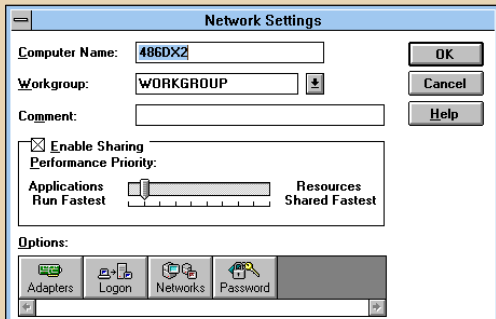 Network Settings
Computer Name: 486DX2
OK
Workgroup: WORKGROUP
Cancel
Comment:
Help
Enable Sharing
Performance Priority:
Applications Run Fastest
Resources Shared Fastest
Options:
Adapters Logon Networks Password